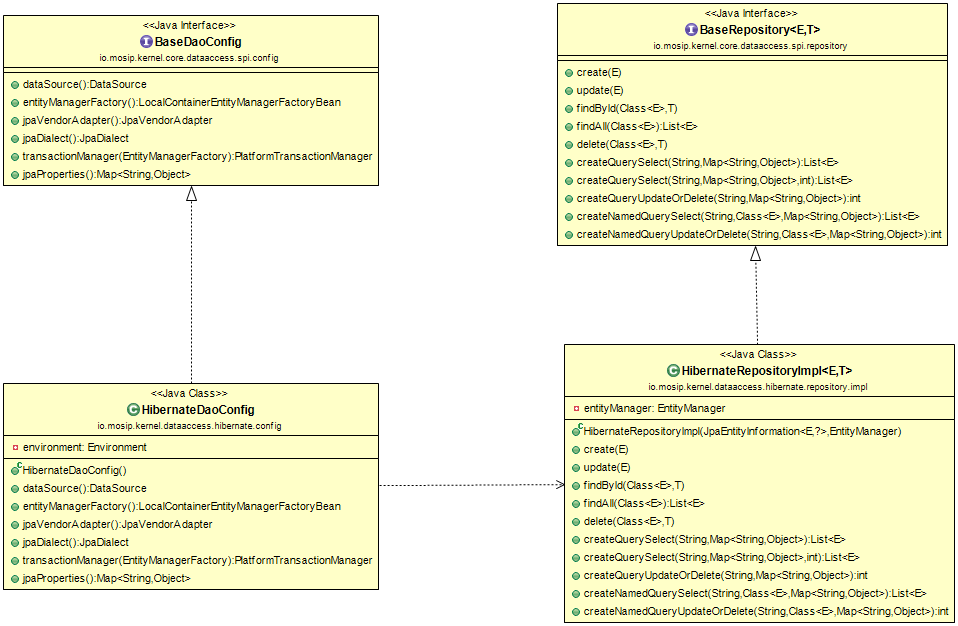 <<Java Interface>>
BaseDaoConfig
io.mosip.kernel.core.dataaccess.spi.config
dataSource():DataSource
entityManagerFactory():LocalContainerEntityManagerFactoryBean
jpaVendorAdapter():JpaVendorAdapter
jpaDialect():JpaDialect
transactionManager(EntityManagerFactory):PlatformTransactionManager
jpaProperties():Map<String,Object>
<<Java Interface>>
BaseRepository<E,T>
io.mosip.kernel.core.dataaccess.spi.repository
create(E)
update(E)
findById(Class<E>,T)
findAll(Class<E>):List<E>
delete(Class<E>,T)
createQuerySelect(String,Map<String,Object>):List<E>
createQuerySelect(String,Map<String,Object>,int):List<E>
createQueryUpdateOrDelete(String,Map<String,Object>):int
createNamedQuerySelect(String,Class<E>,Map<String,Object>):List<E>
createNamedQueryUpdateOrDelete(String,Class<E>,Map<String,Object>):int
<<Java Class>>
HibernateDaoConfig
io.mosip.kernel.dataaccess.hibernate.config
environment: Environment
HibernateDaoConfig()
dataSource():DataSource
entityManagerFactory():LocalContainerEntityManagerFactoryBean
jpaVendorAdapter():JpaVendorAdapter
jpaDialect():JpaDialect
transactionManager(EntityManagerFactory):PlatformTransactionManager
jpaProperties():Map<String,Object>
<<Java Class>>
HibernateRepositoryImpl<E,T>
io.mosip.kernel.dataaccess.hibernate.repository.impl
entityManager: EntityManager
HibernateRepositoryImpl(JpaEntityInformation<E,?>,EntityManager)
create(E)
update(E)
findById(Class<E>,T)
findAll(Class<E>):List<E>
delete(Class<E>,T)
createQuerySelect(String,Map<String,Object>):List<E>
createQuerySelect(String,Map<String,Object>,int):List<E>
createQueryUpdateOrDelete(String,Map<String,Object>):int
createNamedQuerySelect(String,Class<E>,Map<String,Object>):List<E>
createNamedQueryUpdateOrDelete(String,Class<E>,Map<String,Object>):int